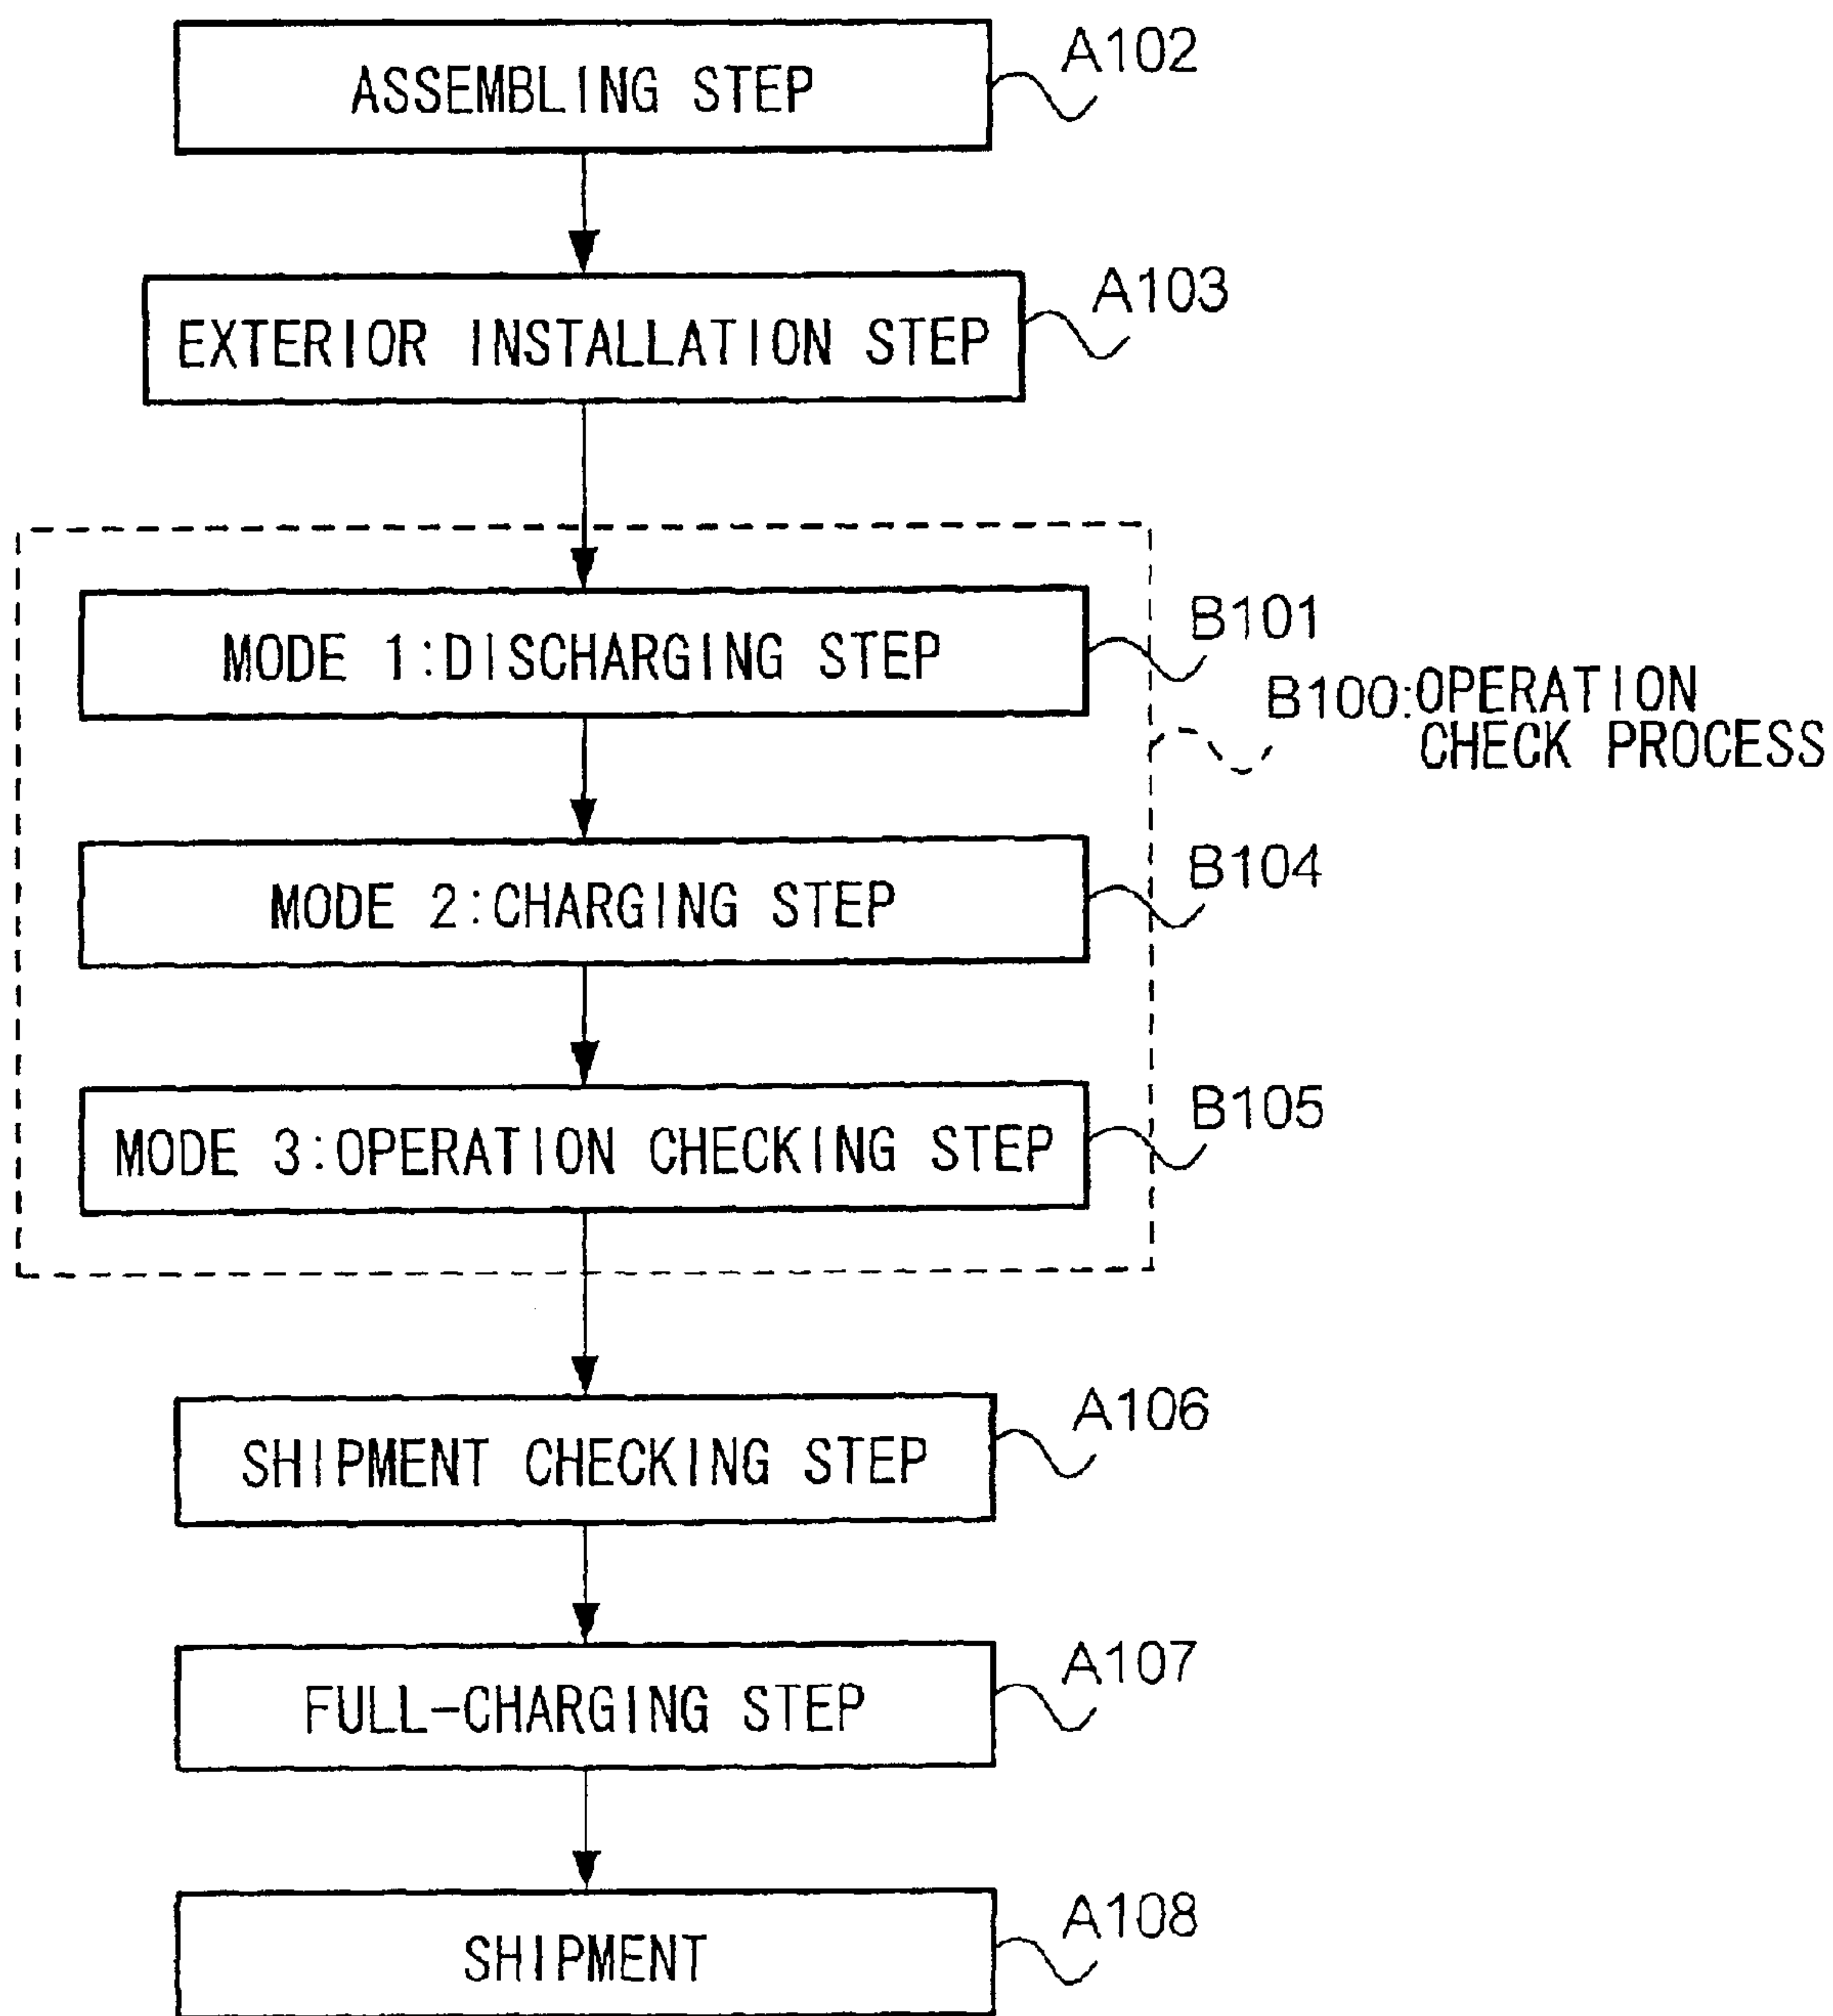 ASSEMBLING STEP
A102
EXTERIOR INSTALLATION STEP
A103
MODE 1:DISCHARGING STEP
B101
B100:OPERATION
CHECK PROCESS
MODE 2:CHARGING STEP
B104
MODE 3:OPERATION CHECKING STEP
B105
SHIPMENT CHECKING STEP
A106
FULL-CHARGING STEP
A107
SHIPMENT
A108